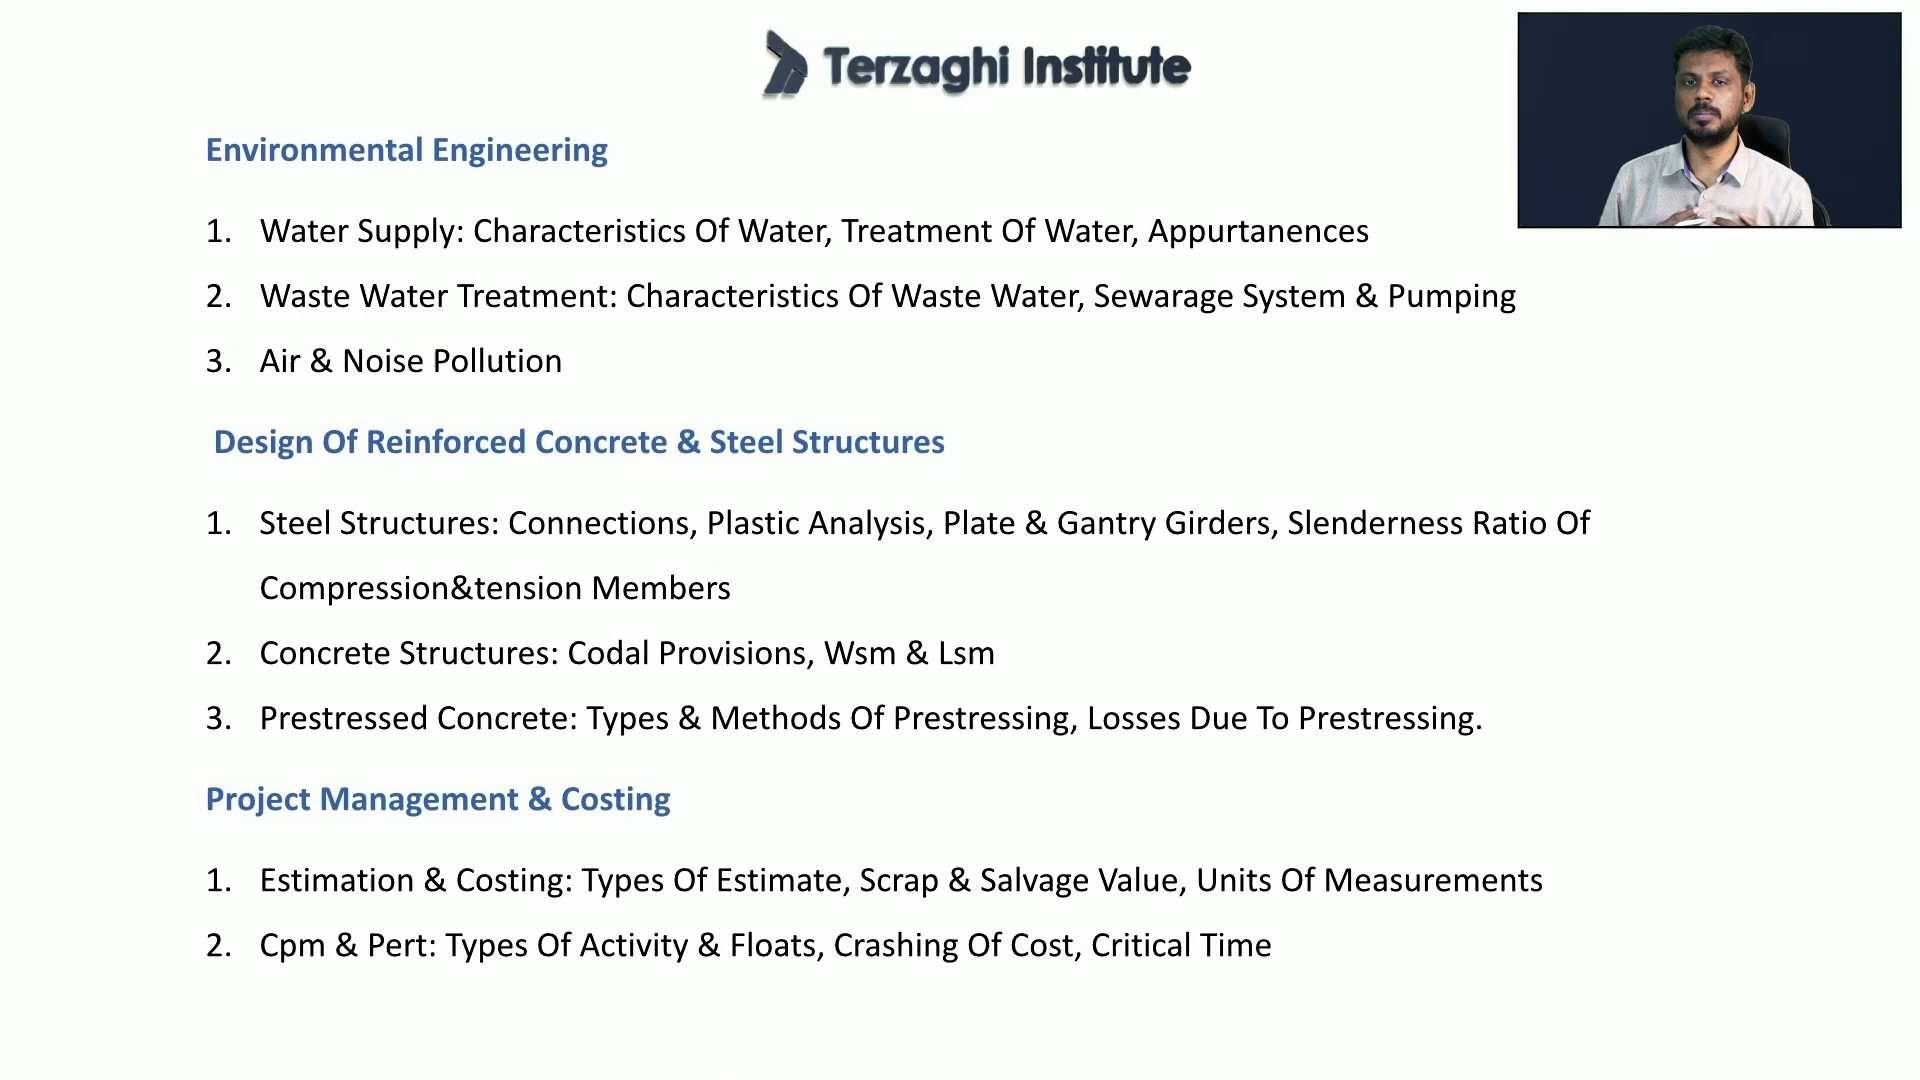 Terzaghi Institute
Environmental Engineering
1. Water Supply: Characteristics Of Water, Treatment Of Water, Appurtanences
2. Waste Water Treatment: Characteristics Of Waste Water, Sewarage System & Pumping
3. Air & Noise Pollution
Design Of Reinforced Concrete & Steel Structures
1. Steel Structures: Connections, Plastic Analysis, Plate & Gantry Girders, Slenderness Ratio Of
Compression&tension Members
2. Concrete Structures: Codal Provisions, Wsm & Lsm
3. Prestressed Concrete: Types & Methods Of Prestressing, Losses Due To Prestressing.
Project Management & Costing
1. Estimation & Costing: Types Of Estimate, Scrap & Salvage Value, Units Of Measurements
2. Cpm & Pert: Types Of Activity & Floats, Crashing Of Cost, Critical Time